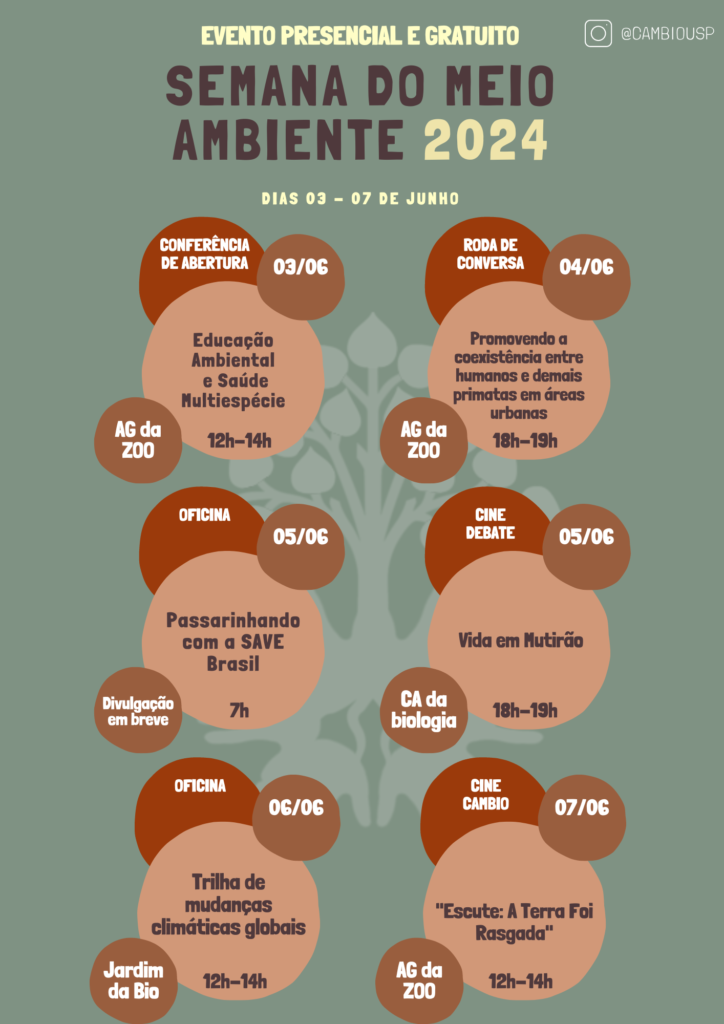 EVENTO PRESENCIAL E GRATUITO
@CAMBIOUSP
SEMANA DO MEIO
AMBIENTE 2024
DIAS 03 - 07 DE JUNHO
CONFERÊNCIA
DE ABERTURA
03/06
Educação
Ambiental
e Saúde
Multiespécie
AG da
ZOO
12h-14h
RODA DE
CONVERSA
04/06
Promovendo a
coexistência entre
humanos e demais
primatas em áreas
urbanas
AG da
ZOO
18h-19h
OFICINA
05/06
Passarinhando
com a SAVE
Brasil
Divulgação
em breve
7h
CINE
DEBATE
05/06
Vida em Mutirão
CA da
biologia
18h-19h
OFICINA
06/06
Trilha de
mudanças
climáticas globais
Jardim
da Bio
12h-14h
CINE
CAMBIO
07/06
"Escute: A Terra Foi
Rasgada"
AG da
ZOO
12h-14h